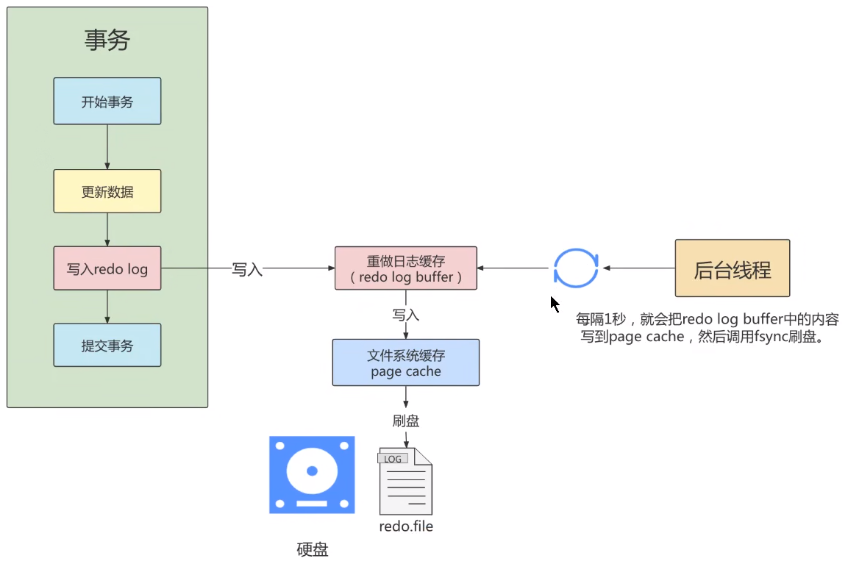 事务
开始事务
更新数据
写入redo log
提交事务
写入
重做日志缓存
（redo log buffer）
写入
文件系统缓存
page cache
刷盘
LOG
redo.file
硬盘
后台线程
每隔1秒，就会把redo log buffer中的内容
写到page cache，然后调用fsync刷盘。